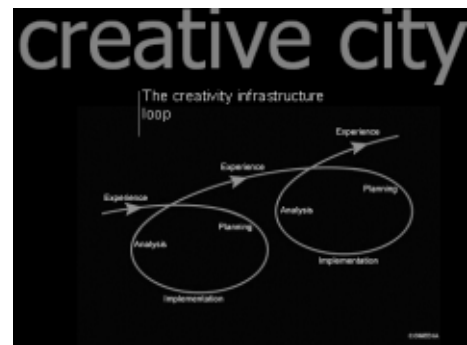 creative city
The creativity infrastructure
loop
Experience
Experience
Experience
Planning
Analysis
Planning
Analysis
Implementation
Implementation